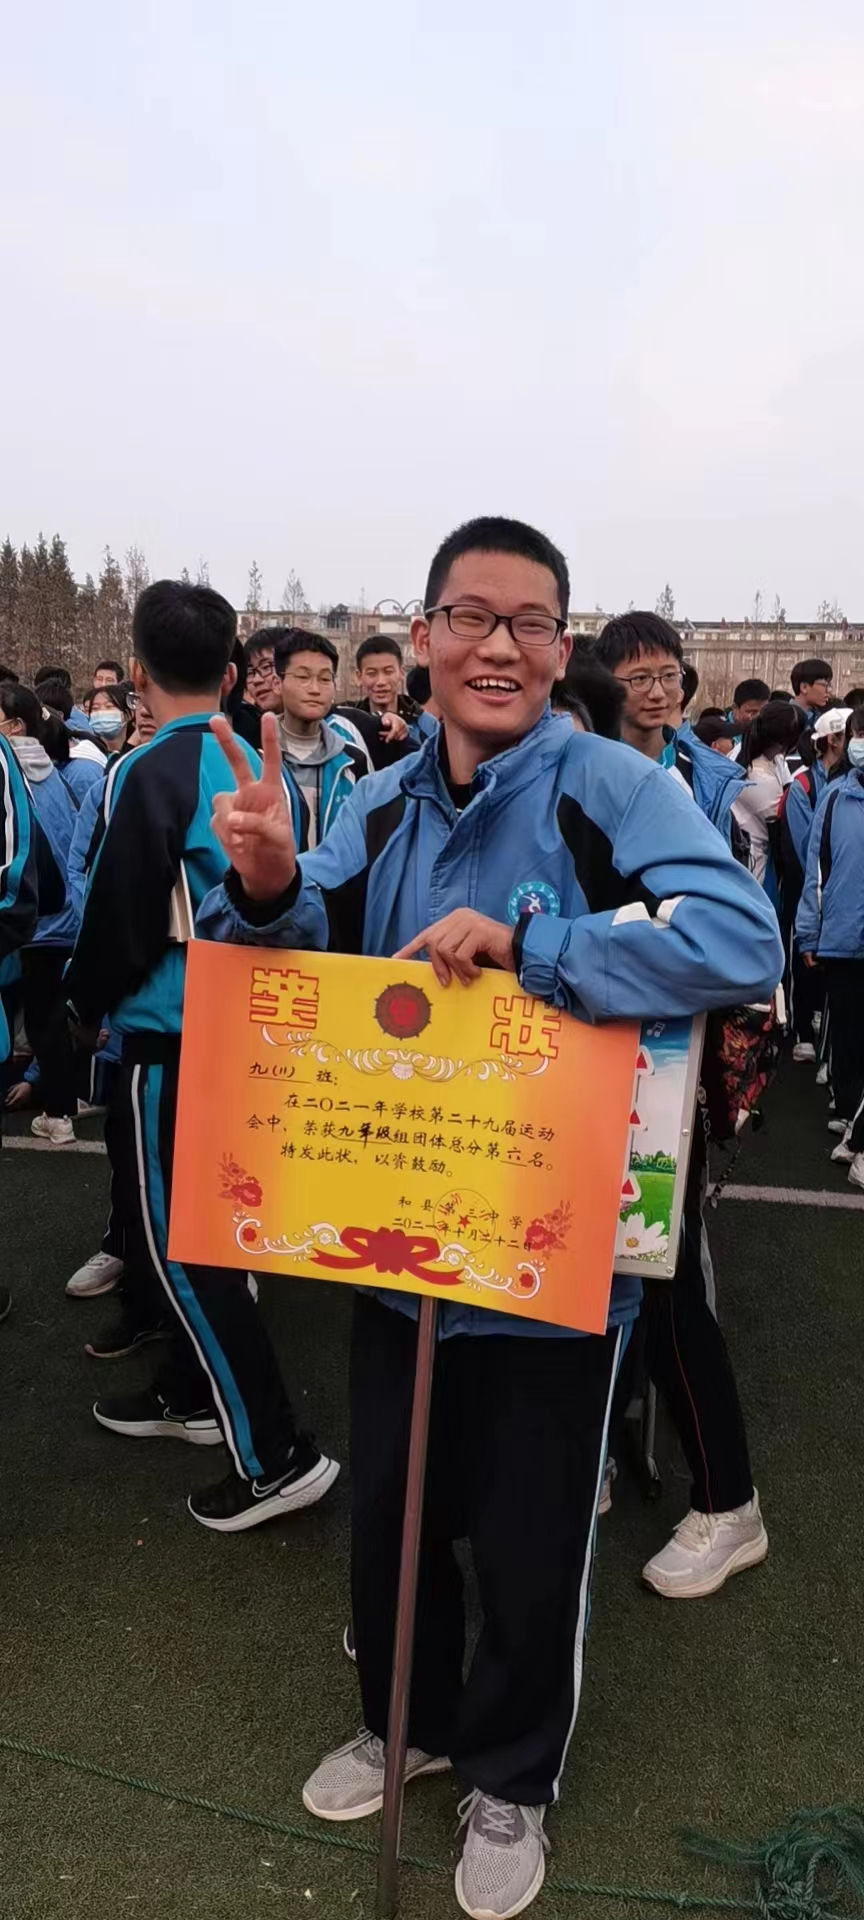 奖状
九(11)班：
在二〇二一年学校第二十九届运动
会中，荣获九年级组团体总分第六名。
特发此状，以资鼓励。
和县第三中学
二〇二一年十月二十二日